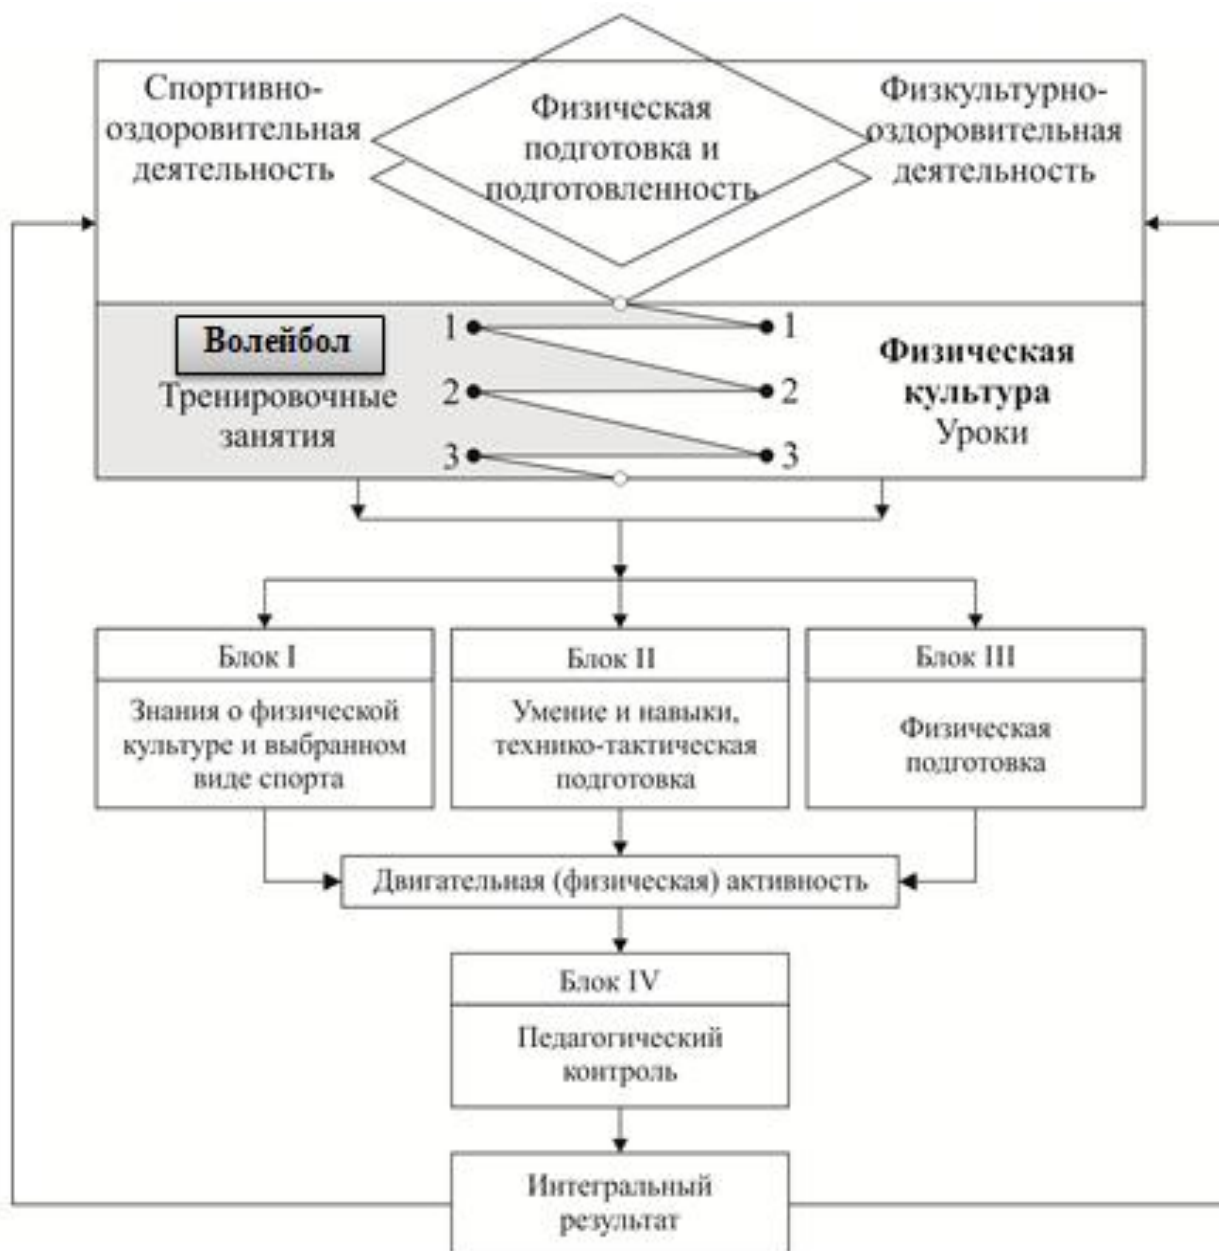 Спортивно-
оздоровительная
деятельность
Физическая
подготовка и
подготовленность
Физкультурно-
оздоровительная
деятельность
Волейбол
Тренировочные
занятия
1
2
3
1
2
3
Физическая
культура
Уроки
Блок I
Знания о физической
культуре и выбранном
виде спорта
Блок II
Умение и навыки,
технико-тактическая
подготовка
Блок III
Физическая
подготовка
Двигательная (физическая) активность
Блок IV
Педагогический
контроль
Интегральный
результат